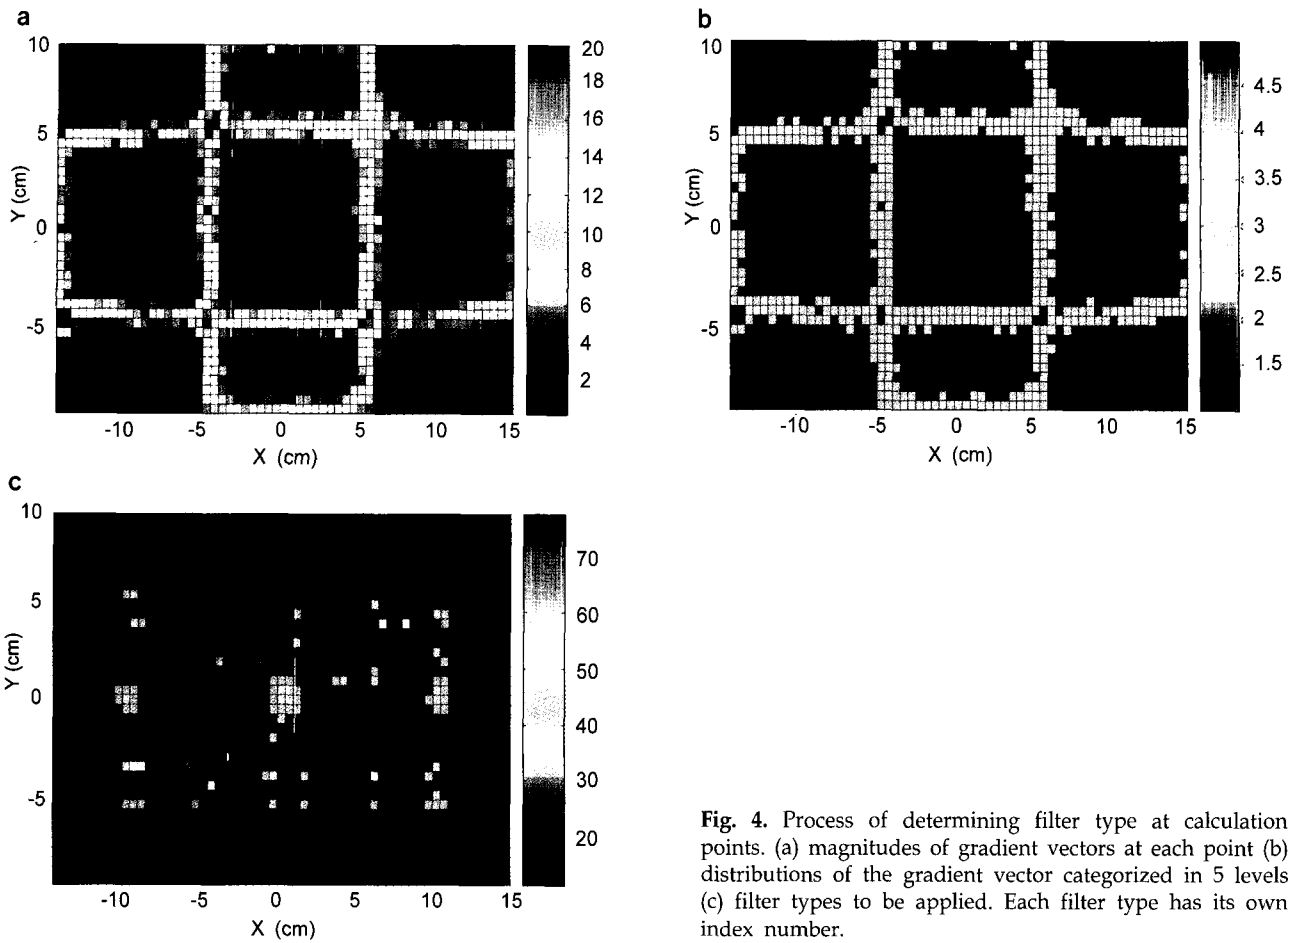 a
10
5
0
-5
Y (cm)
-10 -5 0 5 10 15
X (cm)
20
18
16
14
12
10
8
6
4
2
b
10
5
0
-5
Y (cm)
-10 -5 0 5 10 15
X (cm)
4.5
4
3.5
3
2.5
2
1.5
c
10
5
0
-5
Y (cm)
-10 -5 0 5 10 15
X (cm)
70
60
50
40
30
20
Fig. 4. Process of determining filter type at calculation
points. (a) magnitudes of gradient vectors at each point (b)
distributions of the gradient vector categorized in 5 levels
(c) filter types to be applied. Each filter type has its own
index number.